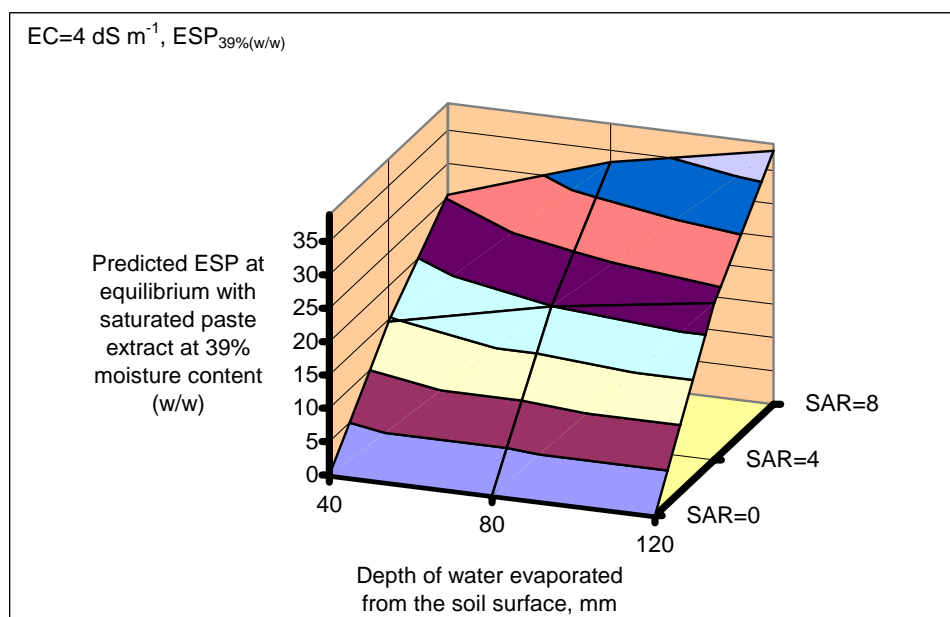 EC=4 dS m⁻¹, ESP₃₉%(w/w)
Predicted ESP at
equilibrium with
saturated paste
extract at 39%
moisture content
(w/w)
35
30
25
20
15
10
5
0
40
80
120
SAR=8
SAR=4
SAR=0
Depth of water evaporated
from the soil surface, mm